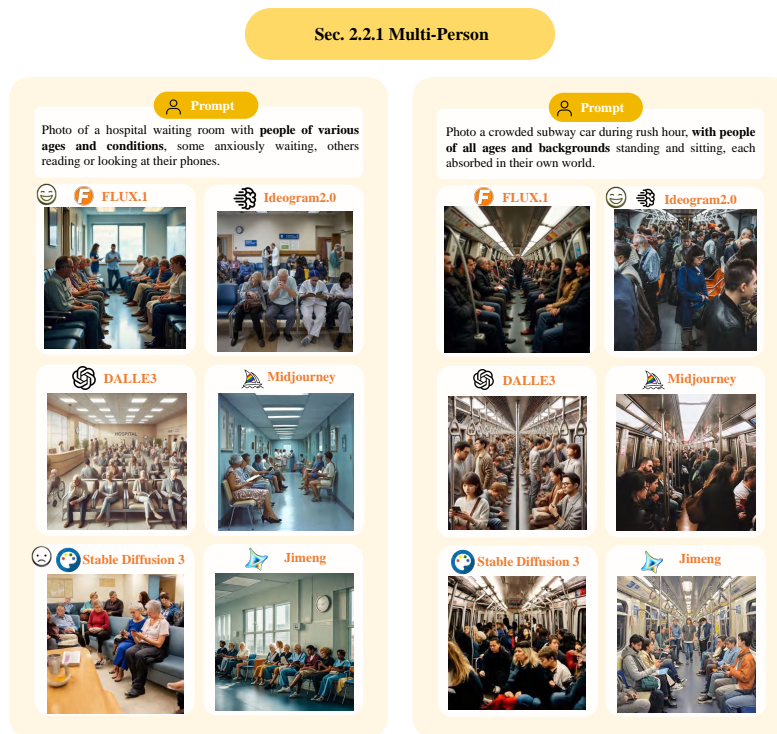 Sec. 2.2.1 Multi-Person
Prompt
Photo of a hospital waiting room with people of various
ages and conditions, some anxiously waiting, others
reading or looking at their phones.
FLUX.1
Ideogram2.0
DALLE3
HOSPITAL
Midjourney
Stable Diffusion 3
Jimeng
Prompt
Photo a crowded subway car during rush hour, with people
of all ages and backgrounds standing and sitting, each
absorbed in their own world.
FLUX.1
Ideogram2.0
DALLE3
Midjourney
Stable Diffusion 3
Jimeng